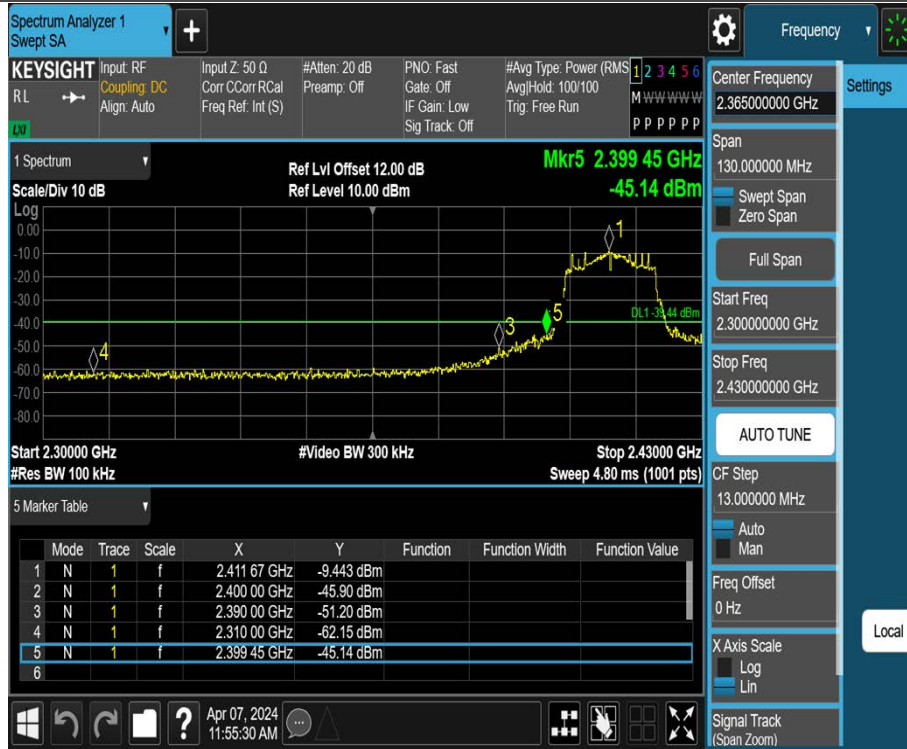 Spectrum Analyzer 1
Swept SA
+
Frequency
KEYSIGHT
R L
LXI
Input: RF
Coupling: DC
Align: Auto
Input Z: 50 Ω
Corr CCorr RCal
Freq Ref: Int (S)
#Atten: 20 dB
Preamp: Off
PNO: Fast
Gate: Off
IF Gain: Low
Sig Track: Off
#Avg Type: Power (RMS
Avg|Hold: 100/100
Trig: Free Run
1 2 3 4 5 6
M W W W W W
P P P P P P
1 Spectrum
Scale/Div 10 dB
Ref Lvl Offset 12.00 dB
Ref Level 10.00 dBm
Mkr5 2.399 45 GHz
-45.14 dBm
Log
0.00
-10.0
-20.0
-30.0
-40.0
-50.0
-60.0
-70.0
-80.0
1
3
5
4
DL1 -39.44 dBm
Start 2.30000 GHz
#Video BW 300 kHz
Stop 2.43000 GHz
#Res BW 100 kHz
Sweep 4.80 ms (1001 pts)
5 Marker Table
Mode Trace Scale X Y Function Function Width Function Value
1 N 1 f 2.411 67 GHz -9.443 dBm
2 N 1 f 2.400 00 GHz -45.90 dBm
3 N 1 f 2.390 00 GHz -51.20 dBm
4 N 1 f 2.310 00 GHz -62.15 dBm
5 N 1 f 2.399 45 GHz -45.14 dBm
6
?
Apr 07, 2024
11:55:30 AM
Center Frequency
2.365000000 GHz
Span
130.000000 MHz
Swept Span
Zero Span
Full Span
Start Freq
2.300000000 GHz
Stop Freq
2.430000000 GHz
AUTO TUNE
CF Step
13.000000 MHz
Auto
Man
Freq Offset
0 Hz
X Axis Scale
Log
Lin
Signal Track
(Span Zoom)
Settings
Local